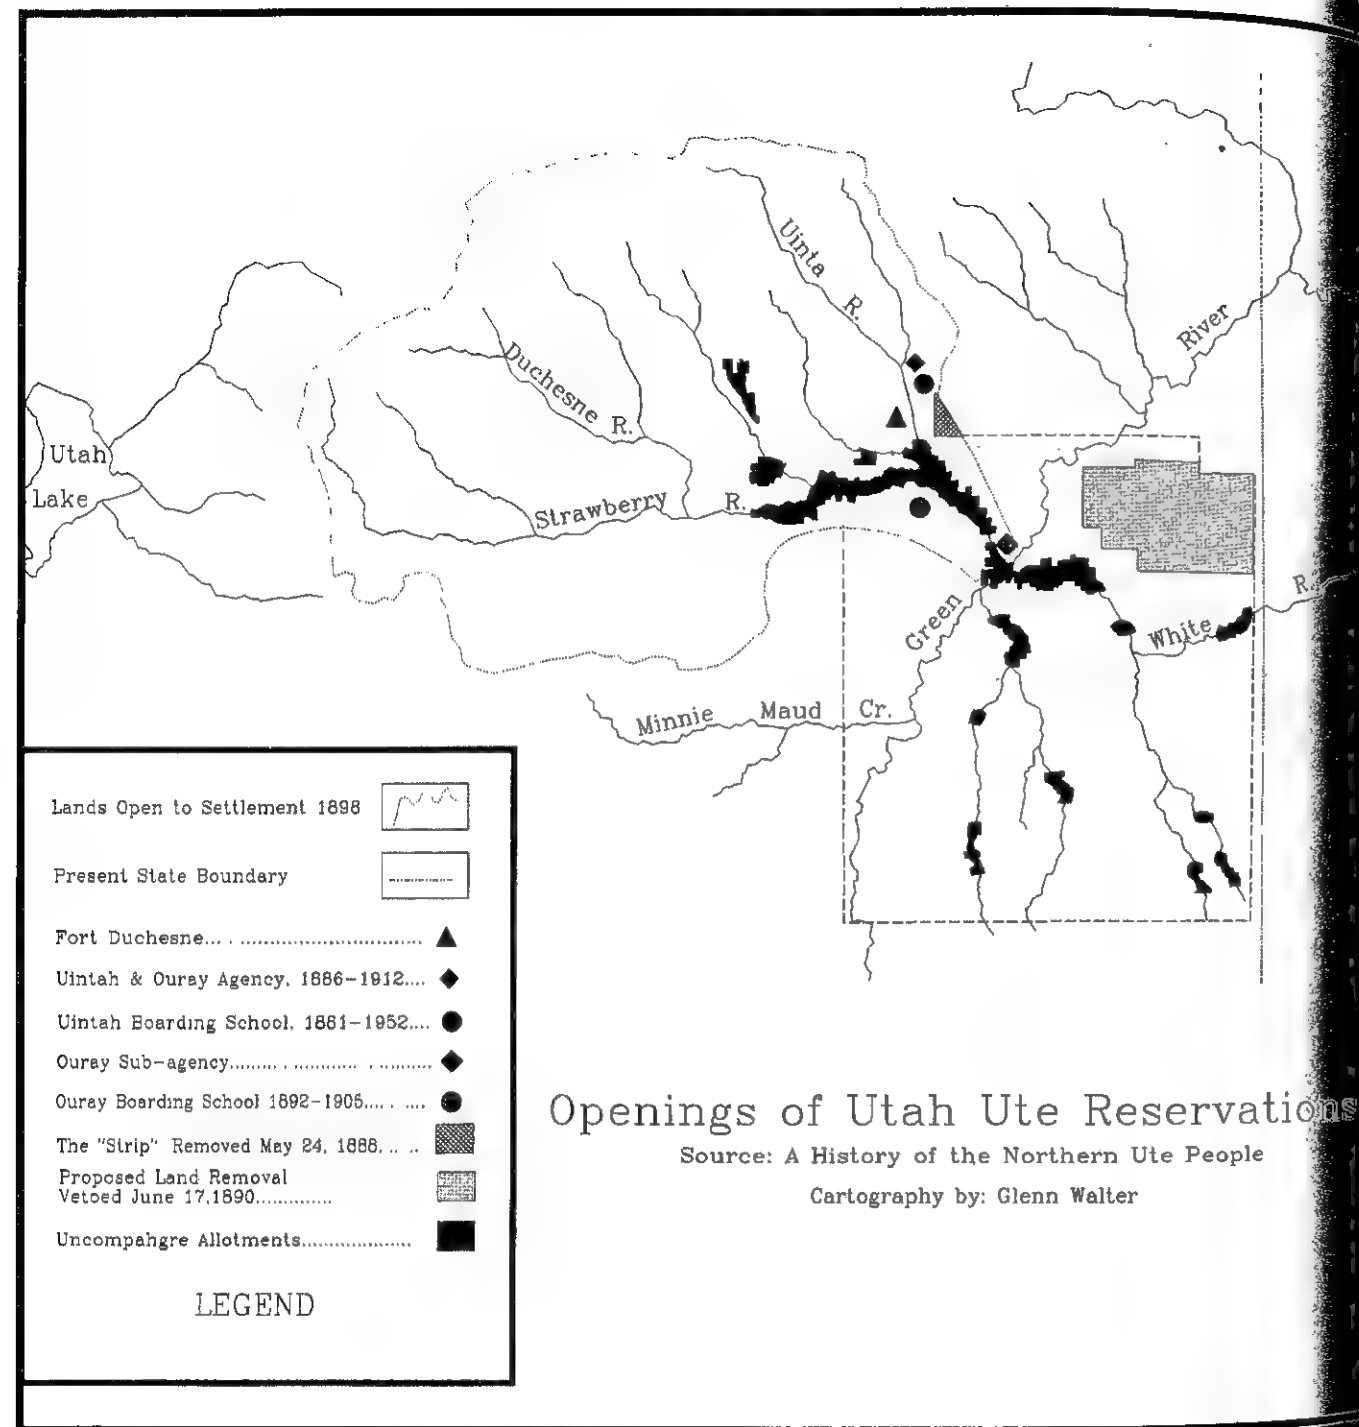 Uinta
R.
River
Duchesne
R.
Utah
Lake
Strawberry
R.
Green
White
R.
Minnie Maud Cr.
Lands Open to Settlement 1898
Present State Boundary
Fort Duchesne... . ..............................
Uintah & Ouray Agency, 1886-1912....
Uintah Boarding School, 1881-1952....
Ouray Sub-agency......... . ............. . ..........
Ouray Boarding School 1892-1905..... ....
The "Strip" Removed May 24, 1888, .. ..
Proposed Land Removal
Vetoed June 17,1890..............
Uncompahgre Allotments...................
LEGEND
Openings of Utah Ute Reservations
Source: A History of the Northern Ute People
Cartography by: Glenn Walter